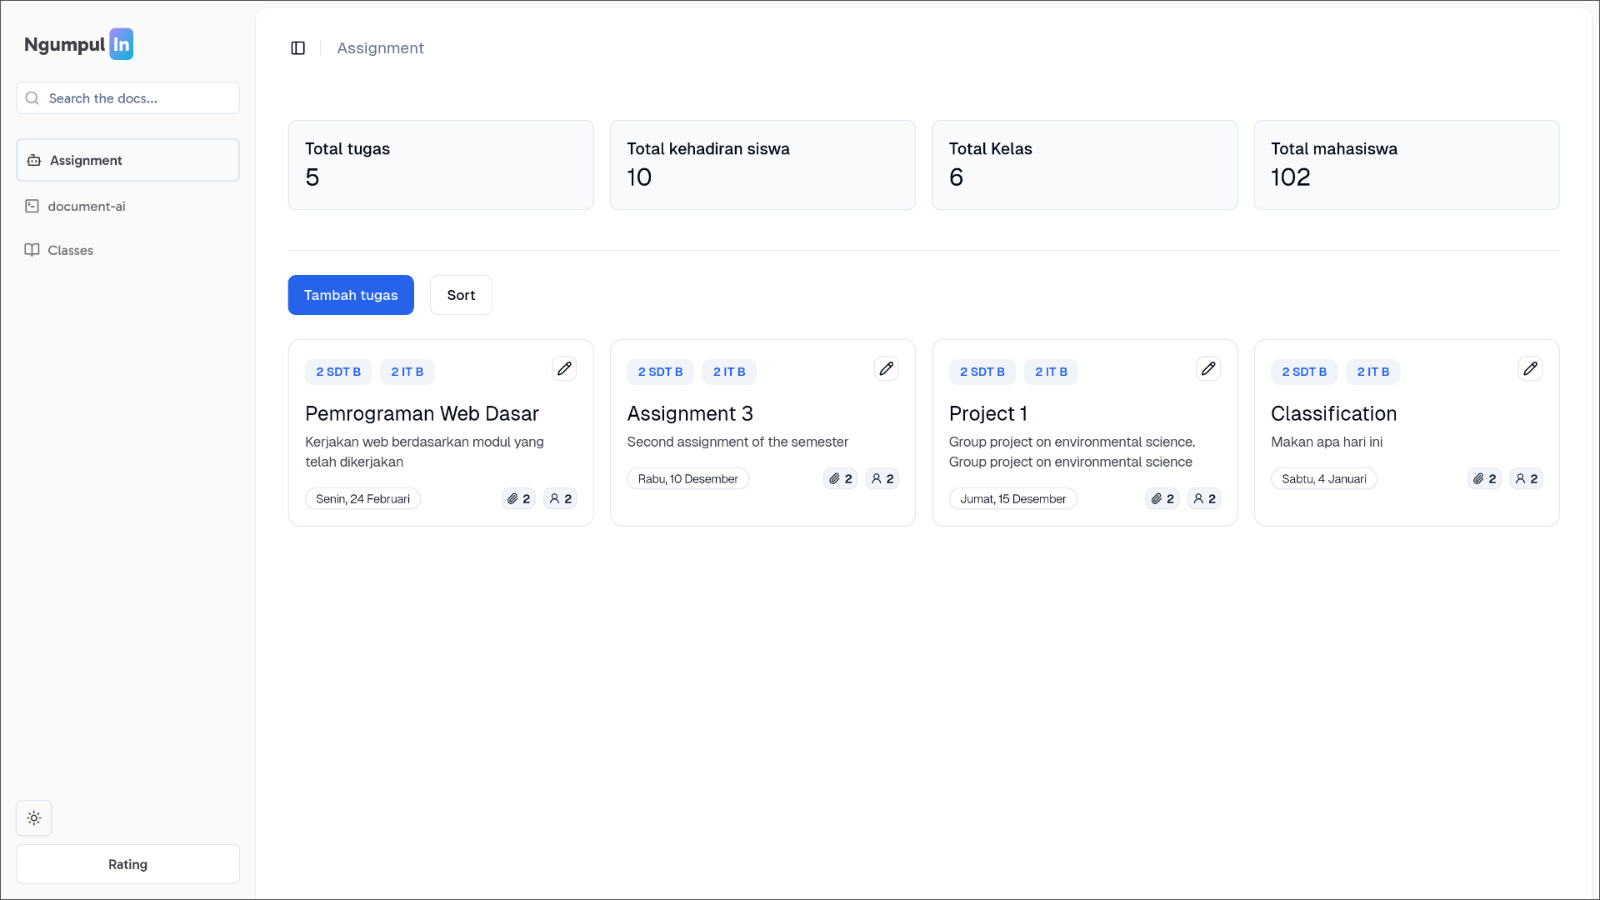 Ngumpul In
Search the docs...
Assignment
document-ai
Classes
Rating
Assignment
Total tugas
5
Total kehadiran siswa
10
Total Kelas
6
Total mahasiswa
102
Tambah tugas
Sort
2 SDT B 2 IT B
Pemrograman Web Dasar
Kerjakan web berdasarkan modul yang
telah dikerjakan
Senin, 24 Februari 2 2
2 SDT B 2 IT B
Assignment 3
Second assignment of the semester
Rabu, 10 Desember 2 2
2 SDT B 2 IT B
Project 1
Group project on environmental science.
Group project on environmental science
Jumat, 15 Desember 2 2
2 SDT B 2 IT B
Classification
Makan apa hari ini
Sabtu, 4 Januari 2 2